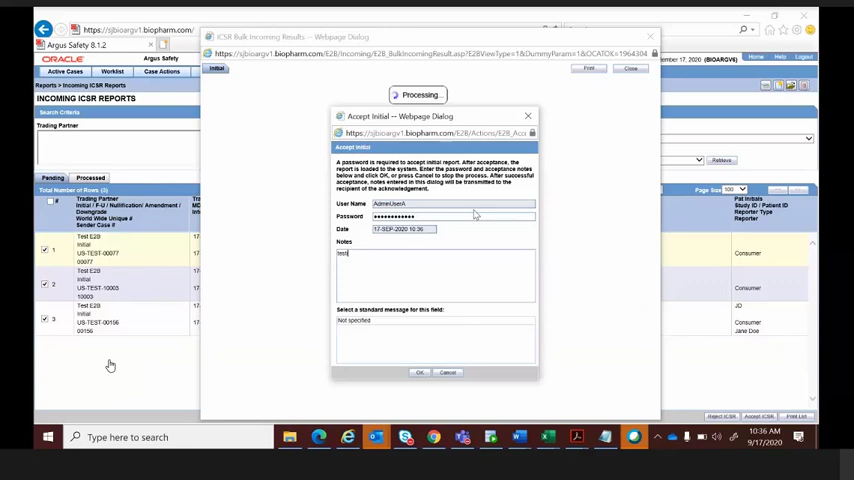 ICSR Bulk Incoming Results -- Webpage Dialog
https://sjbioargv1.biopharm.com/
https://sjbioargv1.biopharm.com/E2B/Incoming/E2B_BulkIncomingResult.asp?E2BViewType=1&DummyParam=1&OCATOK=1964304
Argus Safety 8.1.2
ORACLE
Argus Safety
Home
Help
Logout
Initial
Print
Close
Active Cases
Worklist
Case Actions
17, 2020 (BIOARGV6)
Reports > Incoming ICSR Reports
INCOMING ICSR REPORTS
Processing...
Search Criteria
Trading Partner
Accept Initial -- Webpage Dialog
https://sjbioargv1.biopharm.com/E2B/Actions/E2B_Acc
Accept Initial
A password is required to accept initial report. After acceptance, the
report is loaded to the system. Enter the password and acceptance notes
below and click OK, or press Cancel to stop the process. After successful
acceptance, notes entered in this dialog will be transmitted to the
recipient of the acknowledgement.
Retrieve
Pending
Processed
Total Number of Rows (3)
Page Size
100
#
Trading Partner
Initial / F-U / Nullification/ Amendment /
Downgrade
World Wide Unique #
Sender Case #
Pat Initials
Study ID / Patient ID
Reporter Type
Reporter
User Name
AdminUserA
Password
Date
17-SEP-2020 10:36
Notes
test
1
Test E2B
Initial
US-TEST-00077
00077
Consumer
2
Test E2B
Initial
US-TEST-10003
10003
Consumer
3
Test E2B
Initial
US-TEST-00156
00156
JD
Consumer
Jane Doe
Select a standard message for this field:
Not specified
OK
Cancel
Reject ICSR
Accept ICSR
Print List
Type here to search
10:36 AM
9/17/2020